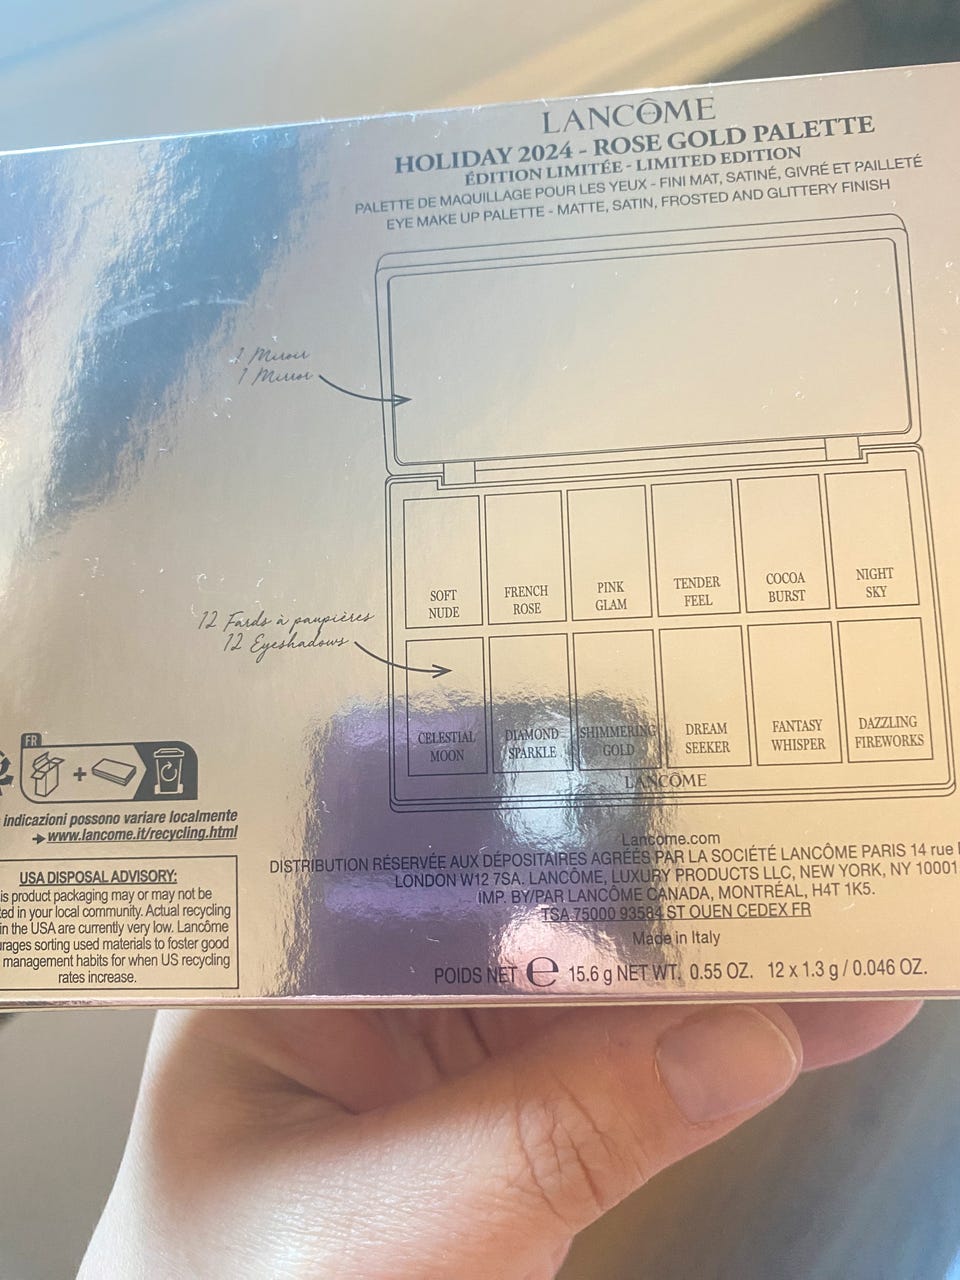 LANCÔME
HOLIDAY 2024 - ROSE GOLD PALETTE
ÉDITION LIMITÉE - LIMITED EDITION
PALETTE DE MAQUILLAGE POUR LES YEUX - FINI MAT, SATINÉ, GIVRÉ ET PAILLETÉ
EYE MAKE UP PALETTE - MATTE, SATIN, FROSTED AND GLITTERY FINISH
1 Miroir
1 Mirror
SOFT NUDE
FRENCH ROSE
PINK GLAM
TENDER FEEL
COCOA BURST
NIGHT SKY
12 Fards à paupières
12 Eyeshadows
CELESTIAL MOON
DIAMOND SPARKLE
SHIMMERING GOLD
DREAM SEEKER
FANTASY WHISPER
DAZZLING FIREWORKS
LANCÔME
FR
+
indicazioni possono variare localmente
www.lancome.it/recycling.html
USA DISPOSAL ADVISORY:
is product packaging may or may not be
ted in your local community. Actual recycling
in the USA are currently very low. Lancôme
urages sorting used materials to foster good
management habits for when US recycling
rates increase.
Lancome.com
DISTRIBUTION RÉSERVÉE AUX DÉPOSITAIRES AGRÉÉS PAR LA SOCIÉTÉ LANCÔME PARIS 14 rue
LONDON W12 7SA. LANCÔME, LUXURY PRODUCTS LLC, NEW YORK, NY 10001
IMP. BY/PAR LANCÔME CANADA, MONTRÉAL, H4T 1K5.
TSA 75000 93584 ST OUEN CEDEX FR
Made in Italy
POIDS NET e 15.6 g NET WT. 0.55 OZ. 12 x 1.3 g / 0.046 OZ.